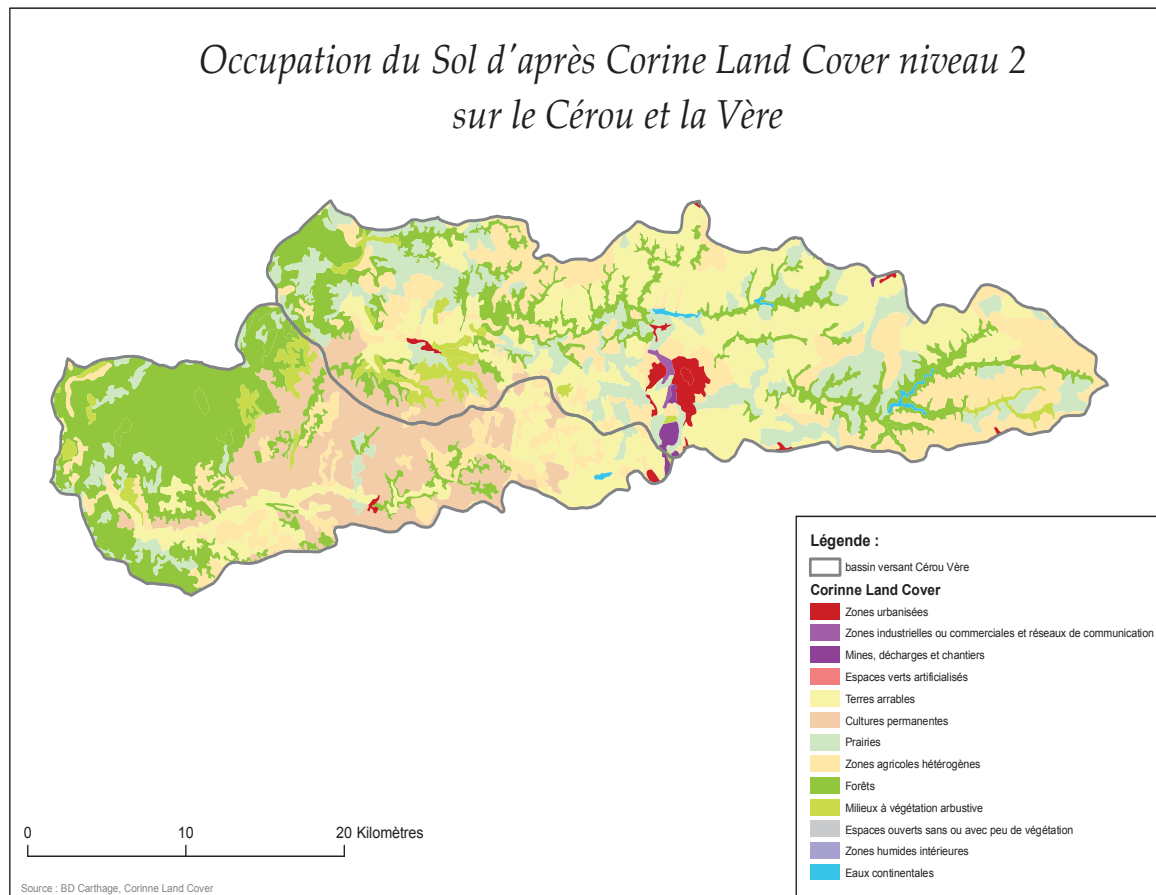 Occupation du Sol d'après Corine Land Cover niveau 2
sur le Cérou et la Vère
Légende :
bassin versant Cérou Vère
Corinne Land Cover
Zones urbanisées
Zones industrielles ou commerciales et réseaux de communication
Mines, décharges et chantiers
Espaces verts artificialisés
Terres arrables
Cultures permanentes
Prairies
Zones agricoles hétérogènes
Forêts
Milieux à végétation arbustive
Espaces ouverts sans ou avec peu de végétation
Zones humides intérieures
Eaux continentales
0 10 20 Kilomètres
Source : BD Carthage, Corinne Land Cover